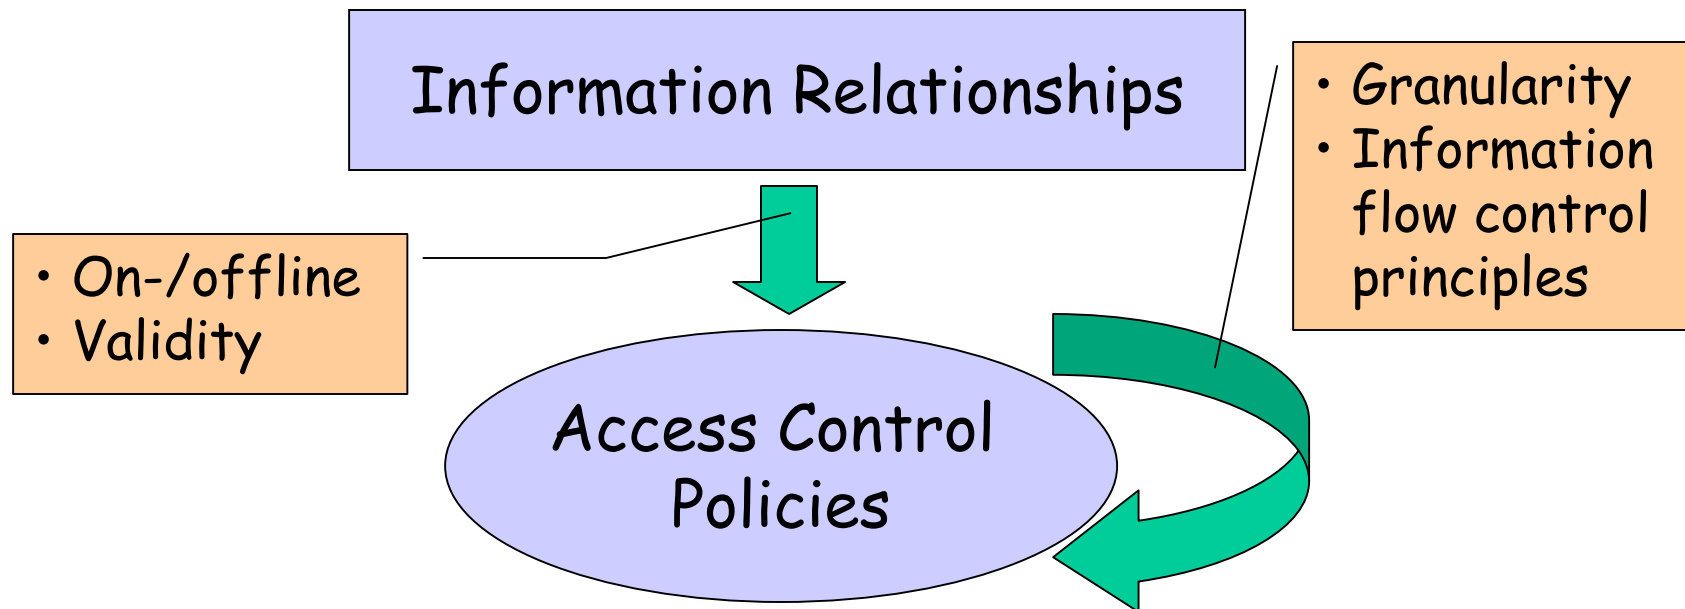 Information Relationships
• Granularity
• Information
flow control
principles
• On-/offline
• Validity
Access Control
Policies